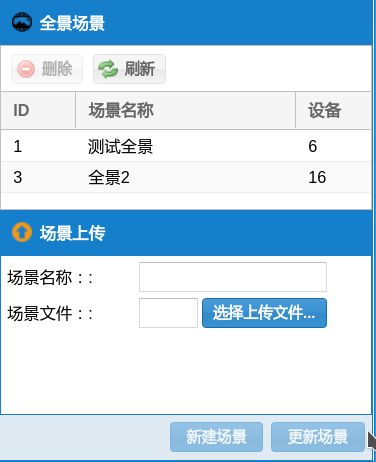 全景场景
删除 刷新
ID 场景名称 设备
1 测试全景 6
3 全景2 16
场景上传
场景名称 : :
场景文件 : : 选择上传文件...
新建场景 更新场景